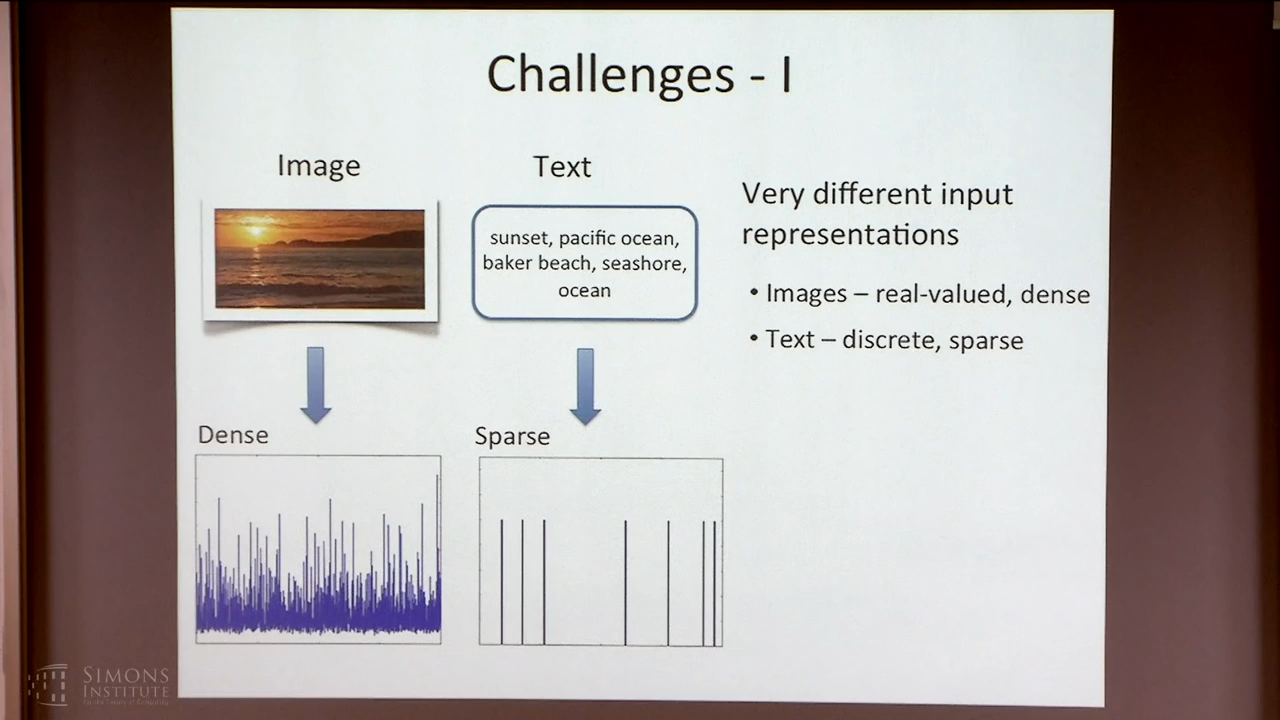 Challenges - I
Image
Text
sunset, pacific ocean,
baker beach, seashore,
ocean
Very different input
representations
• Images – real-valued, dense
• Text – discrete, sparse
Dense
Sparse
SIMONS
INSTITUTE